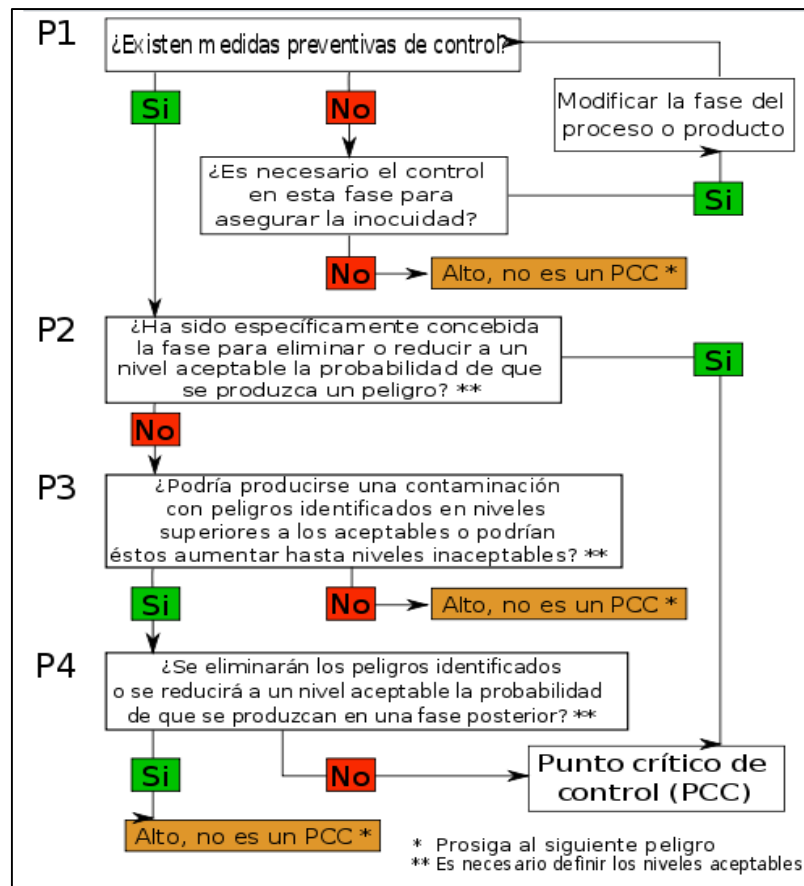 P1
¿Existen medidas preventivas de control?
Si
No
Modificar la fase del
proceso o producto
¿Es necesario el control
en esta fase para
asegurar la inocuidad?
Si
No
Alto, no es un PCC *
P2
¿Ha sido específicamente concebida
la fase para eliminar o reducir a un
nivel aceptable la probabilidad de que
se produzca un peligro? **
Si
No
P3
¿Podría producirse una contaminación
con peligros identificados en niveles
superiores a los aceptables o podrían
éstos aumentar hasta niveles inaceptables? **
Si
No
Alto, no es un PCC *
P4
¿Se eliminarán los peligros identificados
o se reducirá a un nivel aceptable la probabilidad
de que se produzcan en una fase posterior? **
Si
No
Punto crítico de
control (PCC)
Alto, no es un PCC *
* Prosiga al siguiente peligro
** Es necesario definir los niveles aceptables